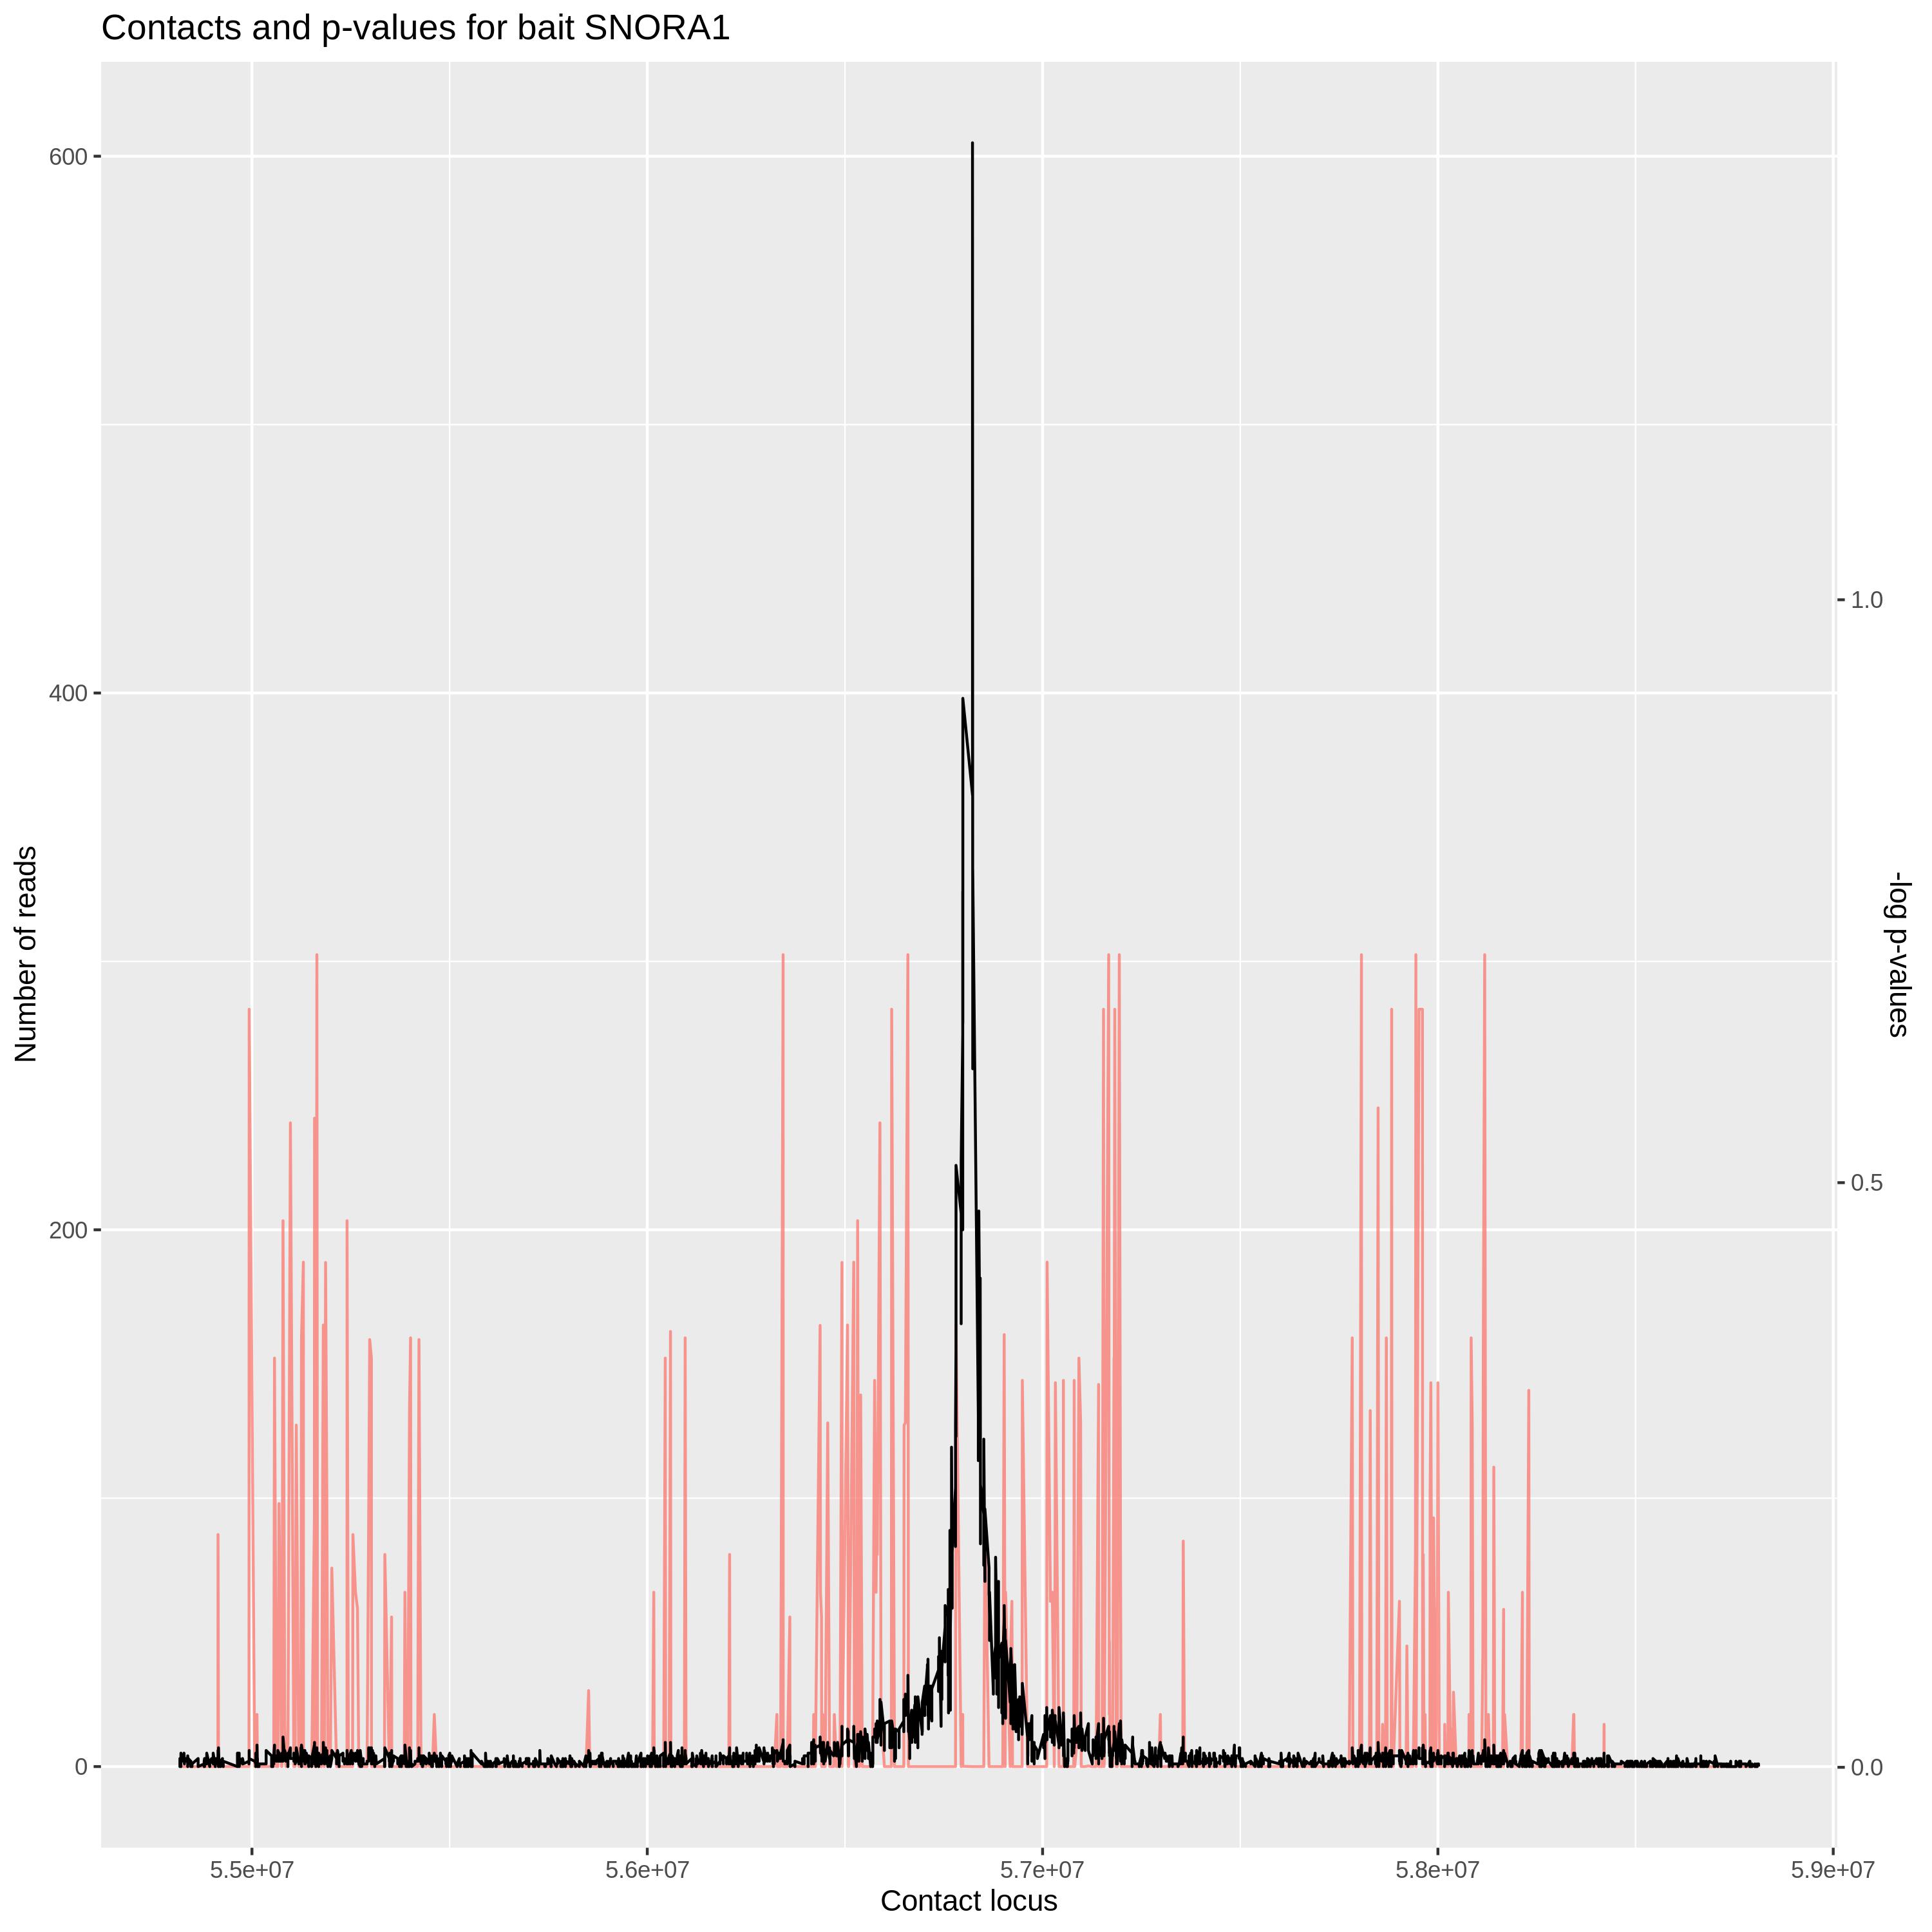 Contacts and p-values for bait SNORA1
600
400
200
0
Number of reads
1.0
0.5
0.0
-log p-values
5.5e+07
5.6e+07
5.7e+07
5.8e+07
5.9e+07
Contact locus